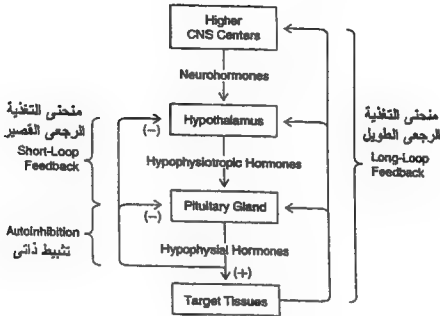 Higher
CNS Centers
Neurohormones
منحنى التغذية
الرجعى القصير
Short-Loop
Feedback
(−)
Hypothalamus
منحنى التغذية
الرجعى الطويل
Long-Loop
Feedback
Hypophysiotropic Hormones
Pituitary Gland
(−)
Autoinhibition
تثبيط ذاتى
Hypophysial Hormones
(+)
Target Tissues